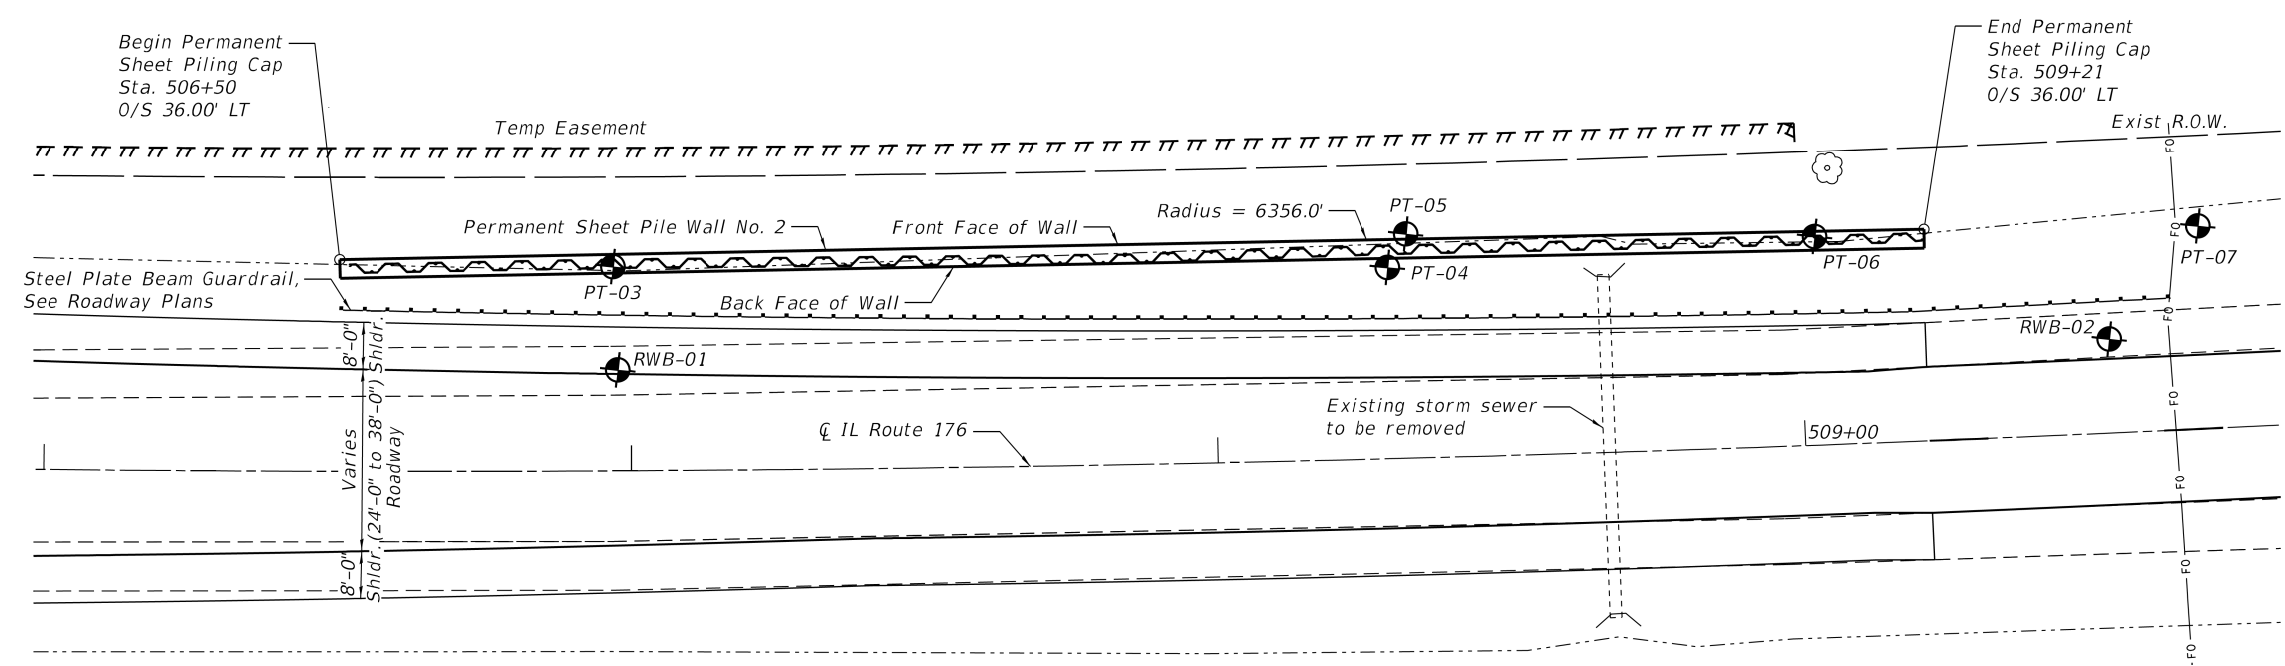 Begin Permanent
Sheet Piling Cap
Sta. 506+50
O/S 36.00' LT
End Permanent
Sheet Piling Cap
Sta. 509+21
O/S 36.00' LT
Temp Easement
Exist R.O.W.
FO
Permanent Sheet Pile Wall No. 2
Front Face of Wall
Radius = 6356.0'
PT-05
FO
PT-07
PT-06
PT-04
PT-03
Steel Plate Beam Guardrail,
See Roadway Plans
Back Face of Wall
FO
RWB-02
8'-0"
Shldr.
RWB-01
FO
Existing storm sewer
to be removed
℄ IL Route 176
509+00
Varies
(24'-0" to 38'-0")
Roadway
FO
8'-0"
Shldr.
FO
FO